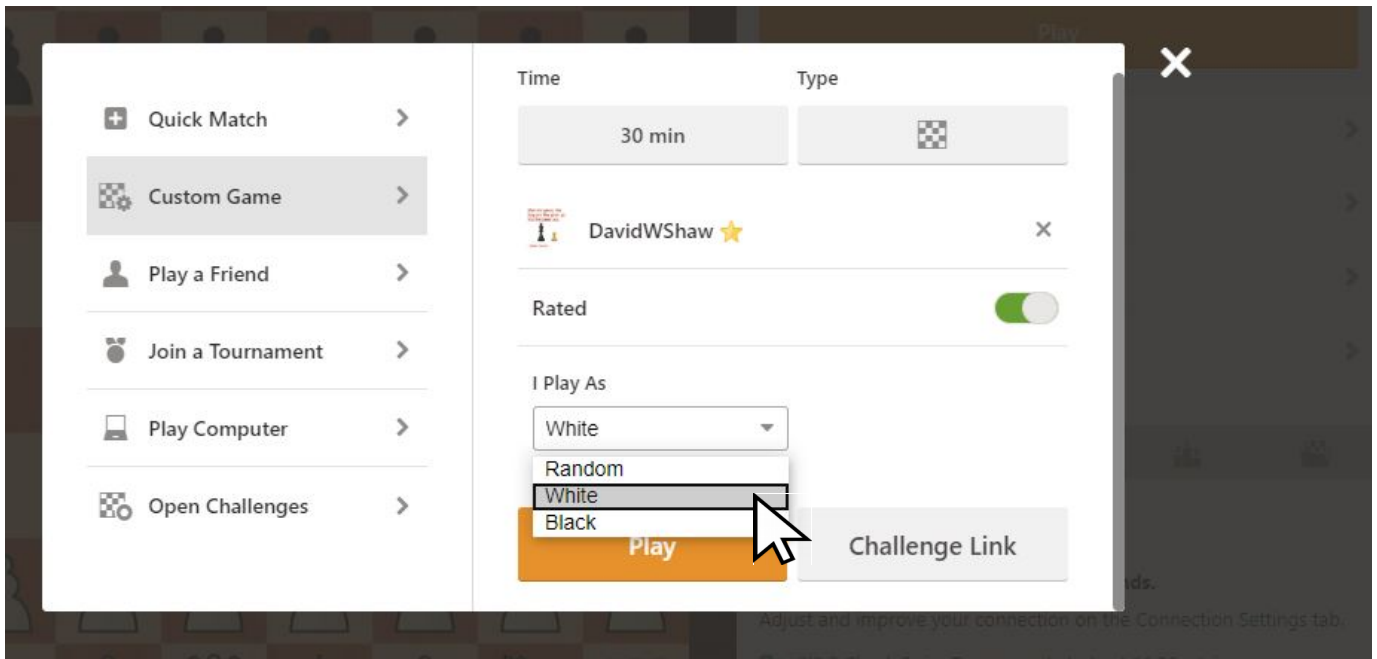 Play
Quick Match
Custom Game
Play a Friend
Join a Tournament
Play Computer
Open Challenges
Time
Type
30 min
DavidWShaw
Rated
I Play As
White
Random
White
Black
Play
Challenge Link
nds.
Adjust and improve your connection on the Connection Settings tab.